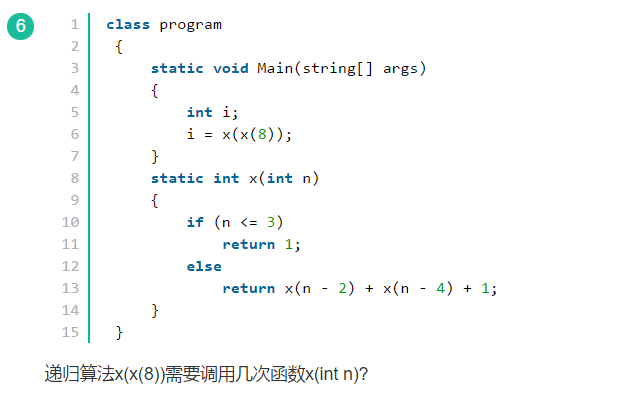 6
1 class program
2 {
3 static void Main(string[] args)
4 {
5 int i;
6 i = x(x(8));
7 }
8 static int x(int n)
9 {
10 if (n <= 3)
11 return 1;
12 else
13 return x(n - 2) + x(n - 4) + 1;
14 }
15 }
递归算法x(x(8))需要调用几次函数x(int n)?